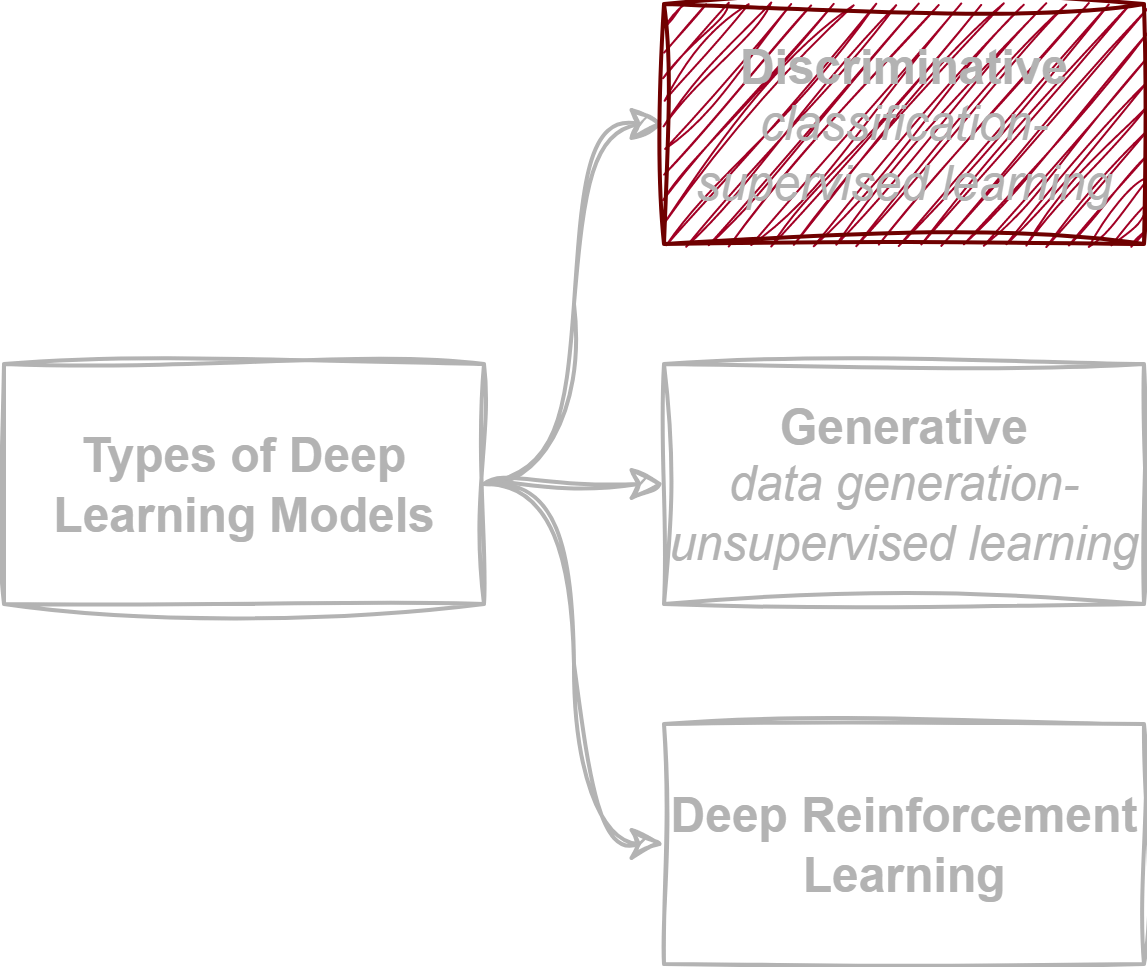 Discriminative
classification-
supervised learning
Types of Deep
Learning Models
Generative
data generation-
unsupervised learning
Deep Reinforcement
Learning